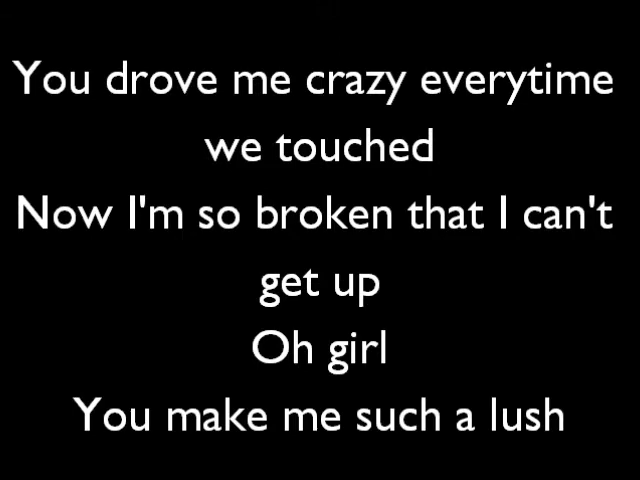 You drove me crazy everytime
we touched
Now I'm so broken that I can't
get up
Oh girl
You make me such a lush